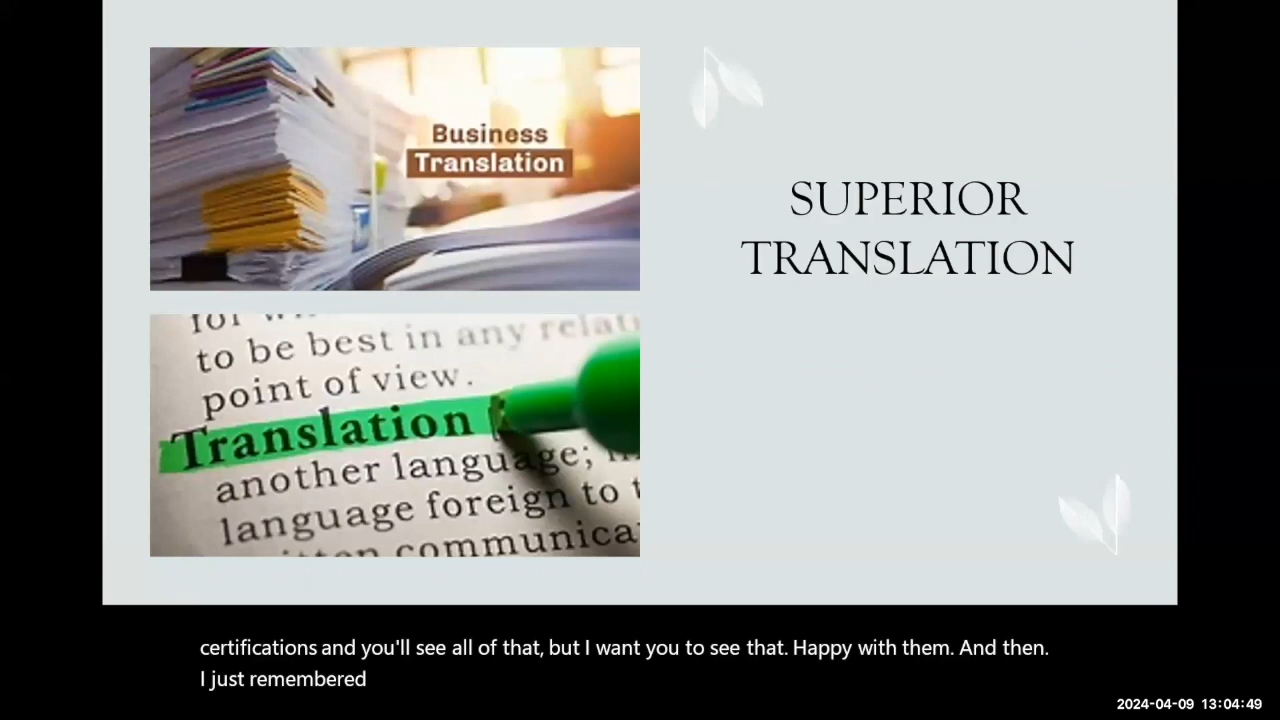 Business
Translation
SUPERIOR
TRANSLATION
to be best in any
point of view.
Translation
another language;
language foreign to
communica
certifications and you'll see all of that, but I want you to see that. Happy with them. And then.
I just remembered
2024-04-09 13:04:49